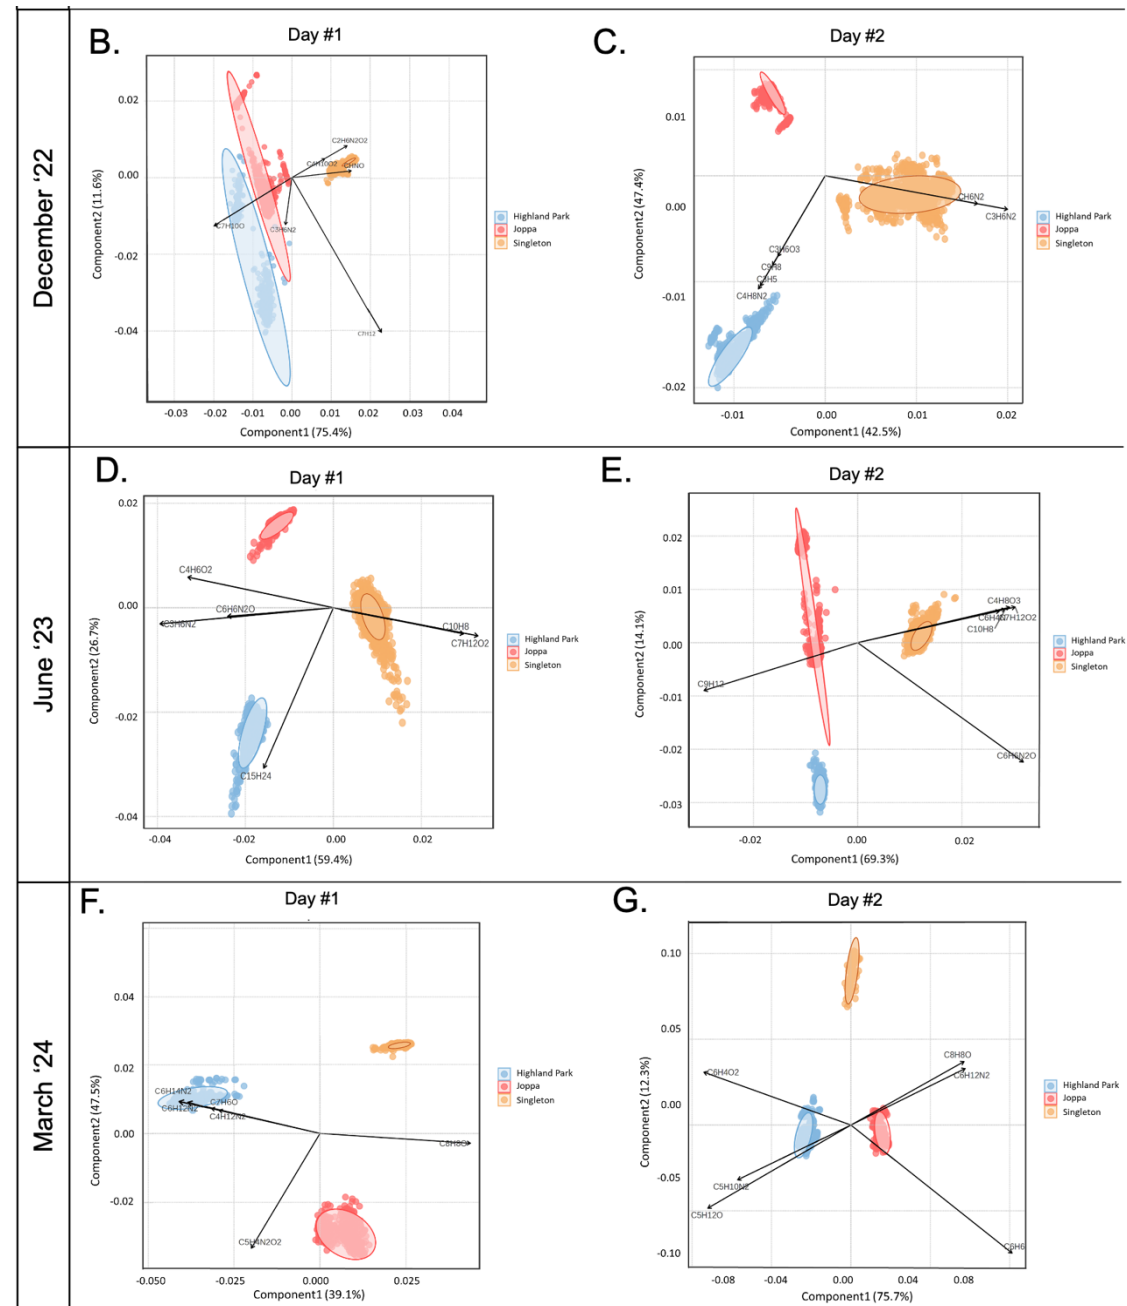 December '22
B.
Day #1
Component2 (11.6%)
0.02
0.00
-0.02
-0.04
C2H6N2O2
C4H10O2
CHNO
C7H10O
C3H6N2
C7H12
-0.03 -0.02 -0.01 0.00 0.01 0.02 0.03 0.04
Component1 (75.4%)
Highland Park
Joppa
Singleton
C.
Day #2
Component2 (47.4%)
0.01
0.00
-0.01
-0.02
CH6N2
C3H6N2
C3H6O3
C9H8
C3H5
C4H8N2
-0.01 0.00 0.01 0.02
Component1 (42.5%)
Highland Park
Joppa
Singleton
June '23
D.
Day #1
Component2 (26.7%)
0.02
0.00
-0.02
-0.04
C4H6O2
C6H6N2O
C3H6N2
C10H8
C7H12O2
C15H24
-0.04 -0.02 0.00 0.02
Component1 (59.4%)
Highland Park
Joppa
Singleton
E.
Day #2
Component2 (14.1%)
0.02
0.01
0.00
-0.01
-0.02
-0.03
C4H8O3
C7H12O2
C10H8
C9H12
C6H6N2O
-0.02 0.00 0.02
Component1 (69.3%)
Highland Park
Joppa
Singleton
March '24
F.
Day #1
Component2 (47.5%)
0.04
0.02
0.00
-0.02
C6H14N2
C7H6O
C6H12N2
C4H12N2
C8H8O
C5H4N2O2
-0.050 -0.025 0.000 0.025
Component1 (39.1%)
Highland Park
Joppa
Singleton
G.
Day #2
Component2 (12.3%)
0.10
0.05
0.00
-0.05
-0.10
C8H8O
C6H4O2
C6H12N2
C5H10N2
C5H12O
C6H6
-0.08 -0.04 0.00 0.04 0.08
Component1 (75.7%)
Highland Park
Joppa
Singleton